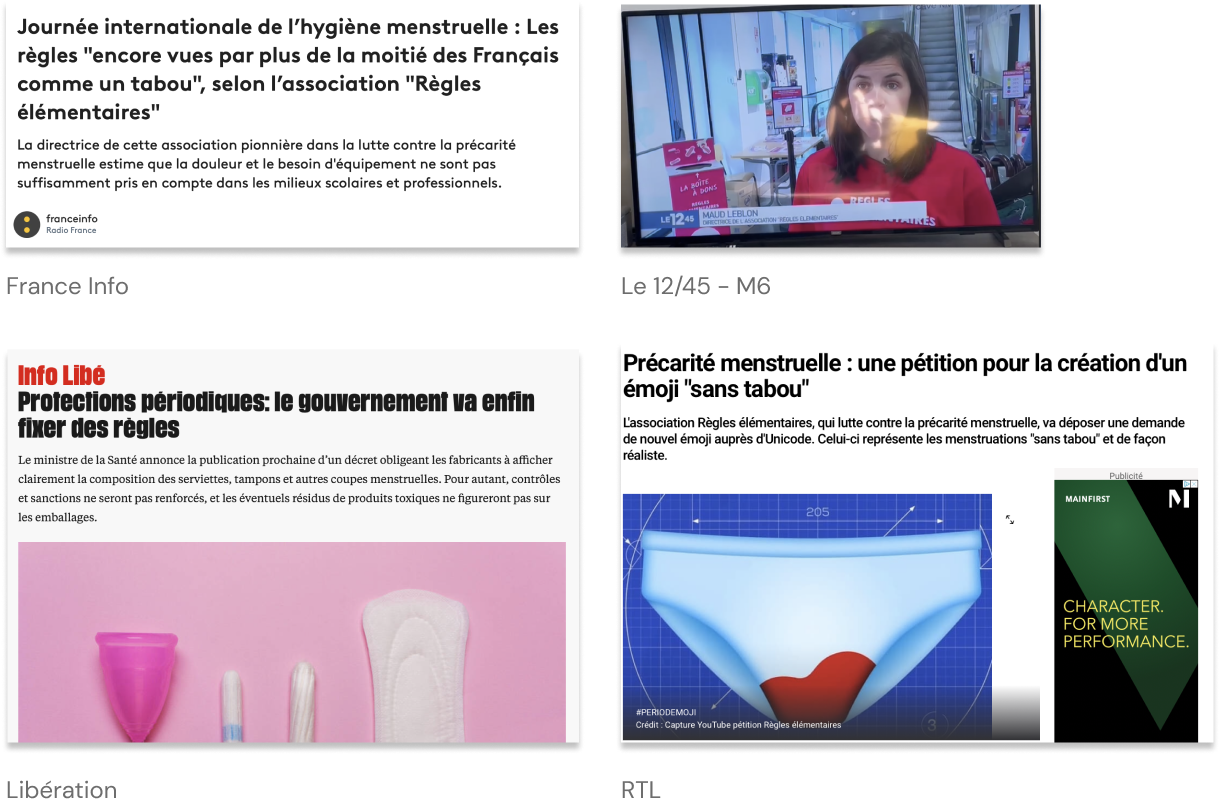 Journée internationale de l'hygiène menstruelle : Les
règles "encore vues par plus de la moitié des Français
comme un tabou", selon l'association "Règles
élémentaires"
La directrice de cette association pionnière dans la lutte contre la précarité
menstruelle estime que la douleur et le besoin d'équipement ne sont pas
suffisamment pris en compte dans les milieux scolaires et professionnels.
franceinfo
Radio France
France Info
LA BOÎTE
À DONS
RÈGLES
LE 12 45
MAUD LEBLON
DIRECTRICE DE L'ASSOCIATION "RÈGLES ÉLÉMENTAIRES"
Le 12/45 - M6
Info Libé
Protections périodiques: le gouvernement va enfin
fixer des règles
Le ministre de la Santé annonce la publication prochaine d'un décret obligeant les fabricants à afficher
clairement la composition des serviettes, tampons et autres coupes menstruelles. Pour autant, contrôles
et sanctions ne seront pas renforcés, et les éventuels résidus de produits toxiques ne figureront pas sur
les emballages.
Libération
Précarité menstruelle : une pétition pour la création d'un
émoji "sans tabou"
L'association Règles élémentaires, qui lutte contre la précarité menstruelle, va déposer une demande
de nouvel émoji auprès d'Unicode. Celui-ci représente les menstruations "sans tabou" et de façon
réaliste.
205
3
#PERIODEMOJI
Crédit : Capture YouTube pétition Règles élémentaires
Publicité
MAINFIRST
M
CHARACTER.
FOR MORE
PERFORMANCE.
RTL